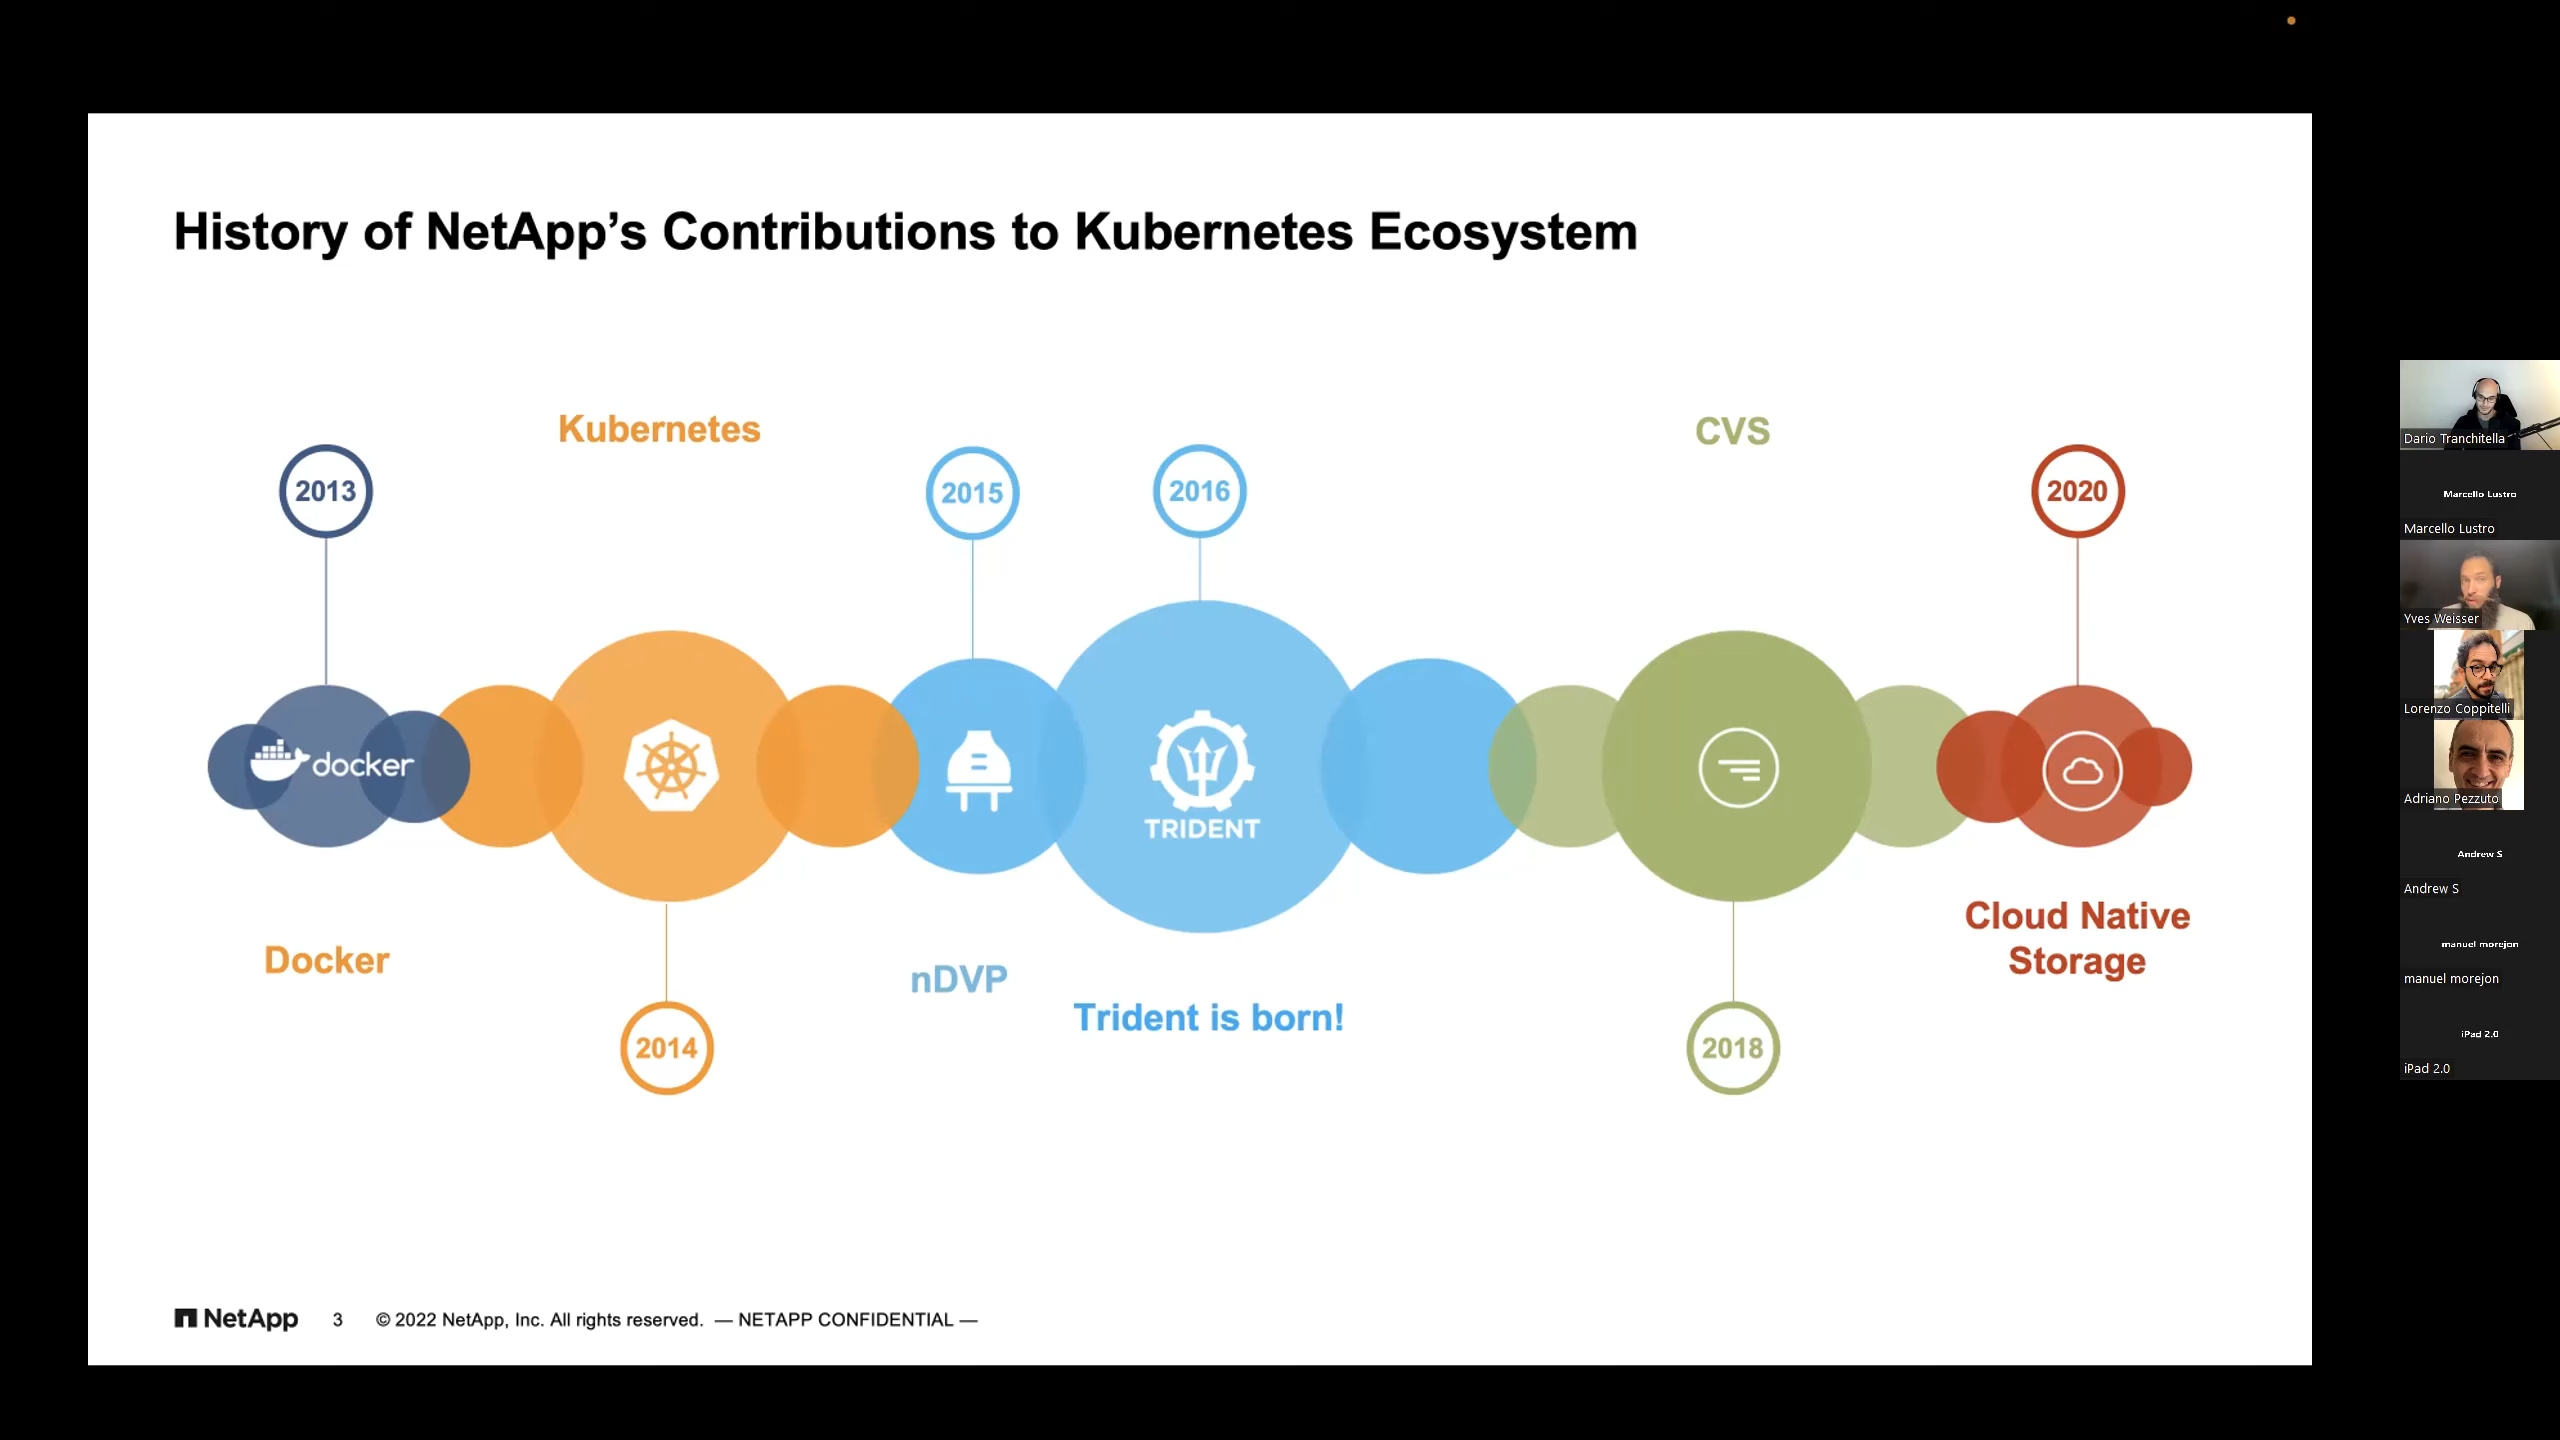 History of NetApp’s Contributions to Kubernetes Ecosystem
Kubernetes
CVS
2013
2015
2016
2020
docker
TRIDENT
Docker
nDVP
Trident is born!
Cloud Native
Storage
2014
2018
NetApp
3
© 2022 NetApp, Inc. All rights reserved. — NETAPP CONFIDENTIAL —
Dario Tranchitella
Marcello Lustro
Marcello Lustro
Yves Weisser
Lorenzo Coppitelli
Adriano Pezzuto
Andrew S
Andrew S
manuel morejon
manuel morejon
iPad 2.0
iPad 2.0